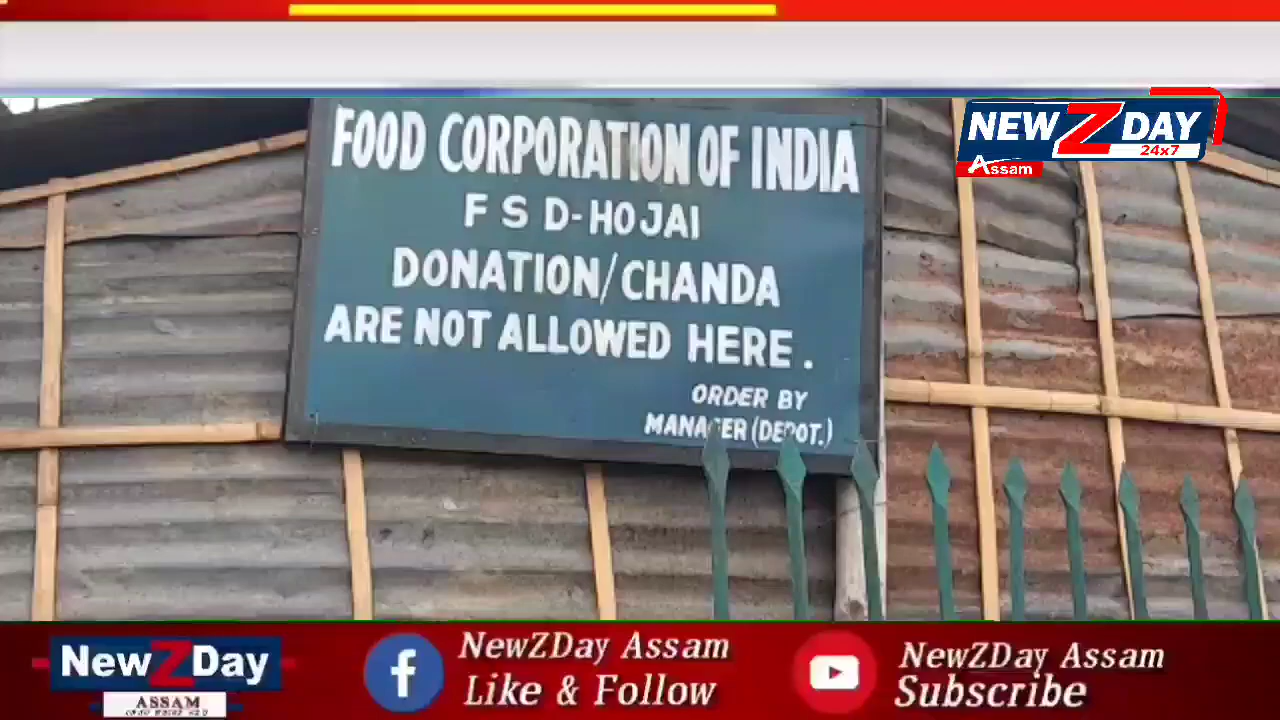 NEWZDAY
24x7
Assam
FOOD CORPORATION OF INDIA
F S D-HOJAI
DONATION/CHANDA
ARE NOT ALLOWED HERE.
ORDER BY
MANAGER (DEPOT.)
NewZDay
ASSAM
NewZDay Assam
Like & Follow
NewZDay Assam
Subscribe